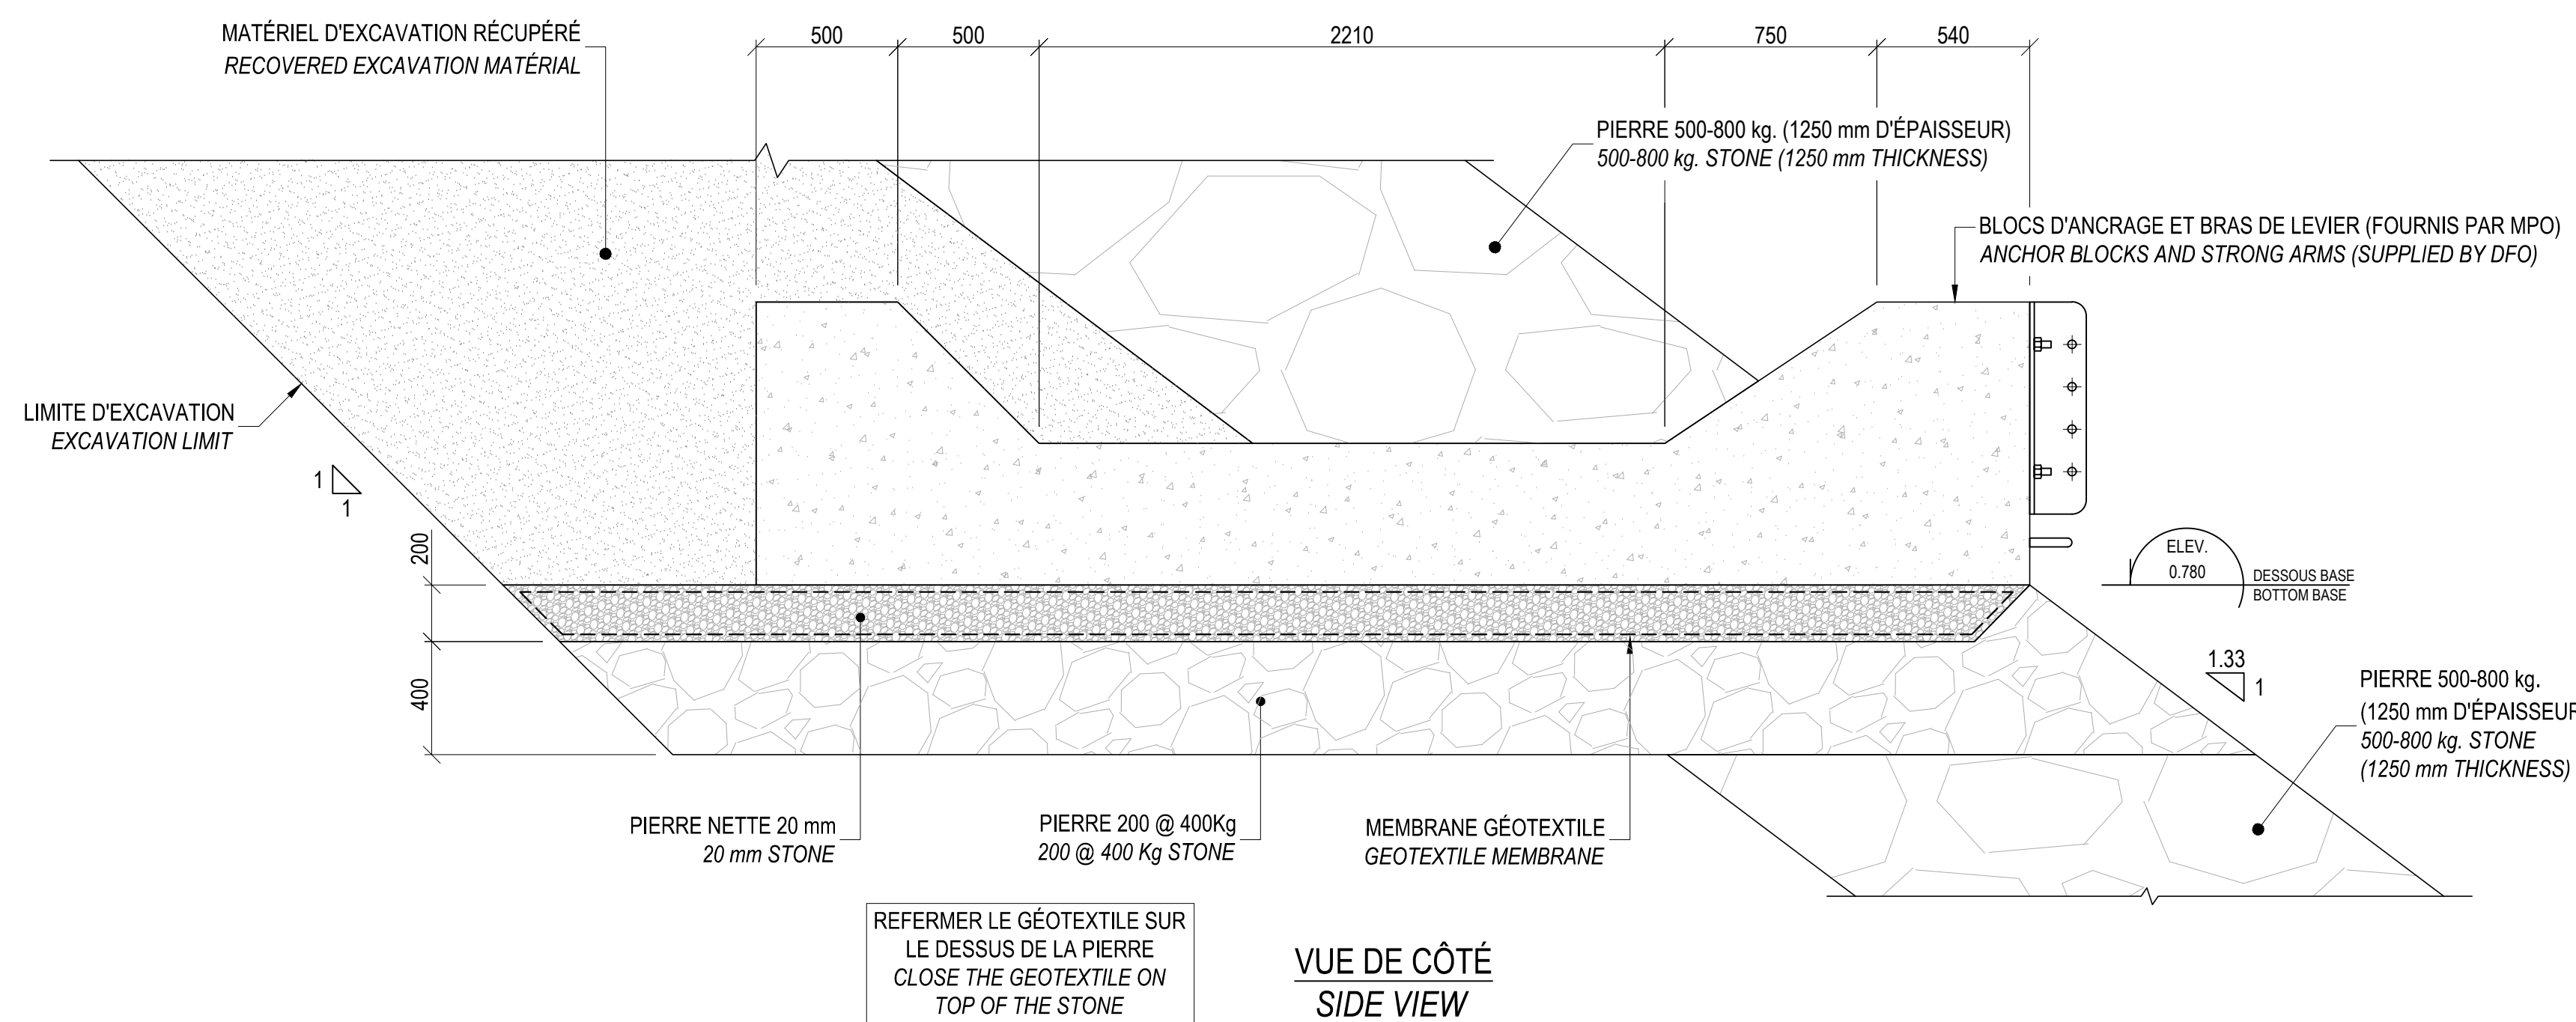 MATÉRIEL D'EXCAVATION RÉCUPÉRÉ
RECOVERED EXCAVATION MATÉRIAL
500
500
2210
750
540
PIERRE 500-800 kg. (1250 mm D'ÉPAISSEUR)
500-800 kg. STONE (1250 mm THICKNESS)
BLOCS D'ANCRAGE ET BRAS DE LEVIER (FOURNIS PAR MPO)
ANCHOR BLOCKS AND STRONG ARMS (SUPPLIED BY DFO)
LIMITE D'EXCAVATION
EXCAVATION LIMIT
1
1
200
400
ELEV.
0.780
DESSOUS BASE
BOTTOM BASE
1.33
1
PIERRE 500-800 kg.
(1250 mm D'ÉPAISSEUR
500-800 kg. STONE
(1250 mm THICKNESS)
PIERRE NETTE 20 mm
20 mm STONE
PIERRE 200 @ 400Kg
200 @ 400 Kg STONE
MEMBRANE GÉOTEXTILE
GEOTEXTILE MEMBRANE
REFERMER LE GÉOTEXTILE SUR
LE DESSUS DE LA PIERRE
CLOSE THE GEOTEXTILE ON
TOP OF THE STONE
VUE DE CÔTÉ
SIDE VIEW